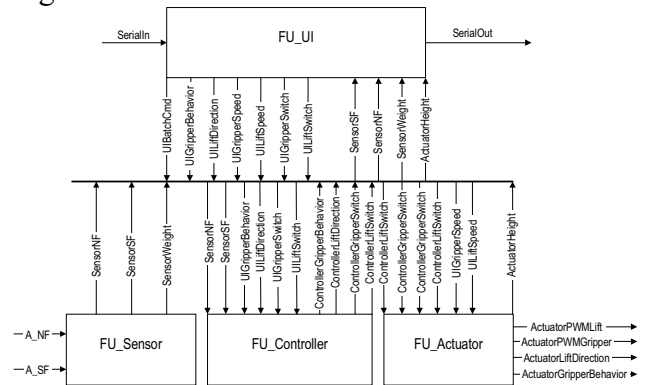 SerialIn
FU_UI
SerialOut
UIBatchCmd
UIGripperBehavior
UILiftDirection
UIGripperSpeed
UILiftSpeed
UIGripperSwitch
UILiftSwitch
SensorSF
SensorNF
SensorWeight
ActuatorHeight
SensorNF
SensorSF
SensorWeight
SensorNF
SensorSF
UIGripperBehavior
UILiftDirection
UIGripperSwitch
UILiftSwitch
ControllerGripperBehavior
ControllerLiftDirection
ControllerGripperSwitch
ControllerLiftSwitch
SensorNF
ControllerGripperSwitch
ControllerGripperSwitch
ControllerLiftSwitch
UIGripperSpeed
UILiftSpeed
ActuatorHeight
A_NF
A_SF
FU_Sensor
FU_Controller
FU_Actuator
ActuatorPWMLift
ActuatorPWMGripper
ActuatorLiftDirection
ActuatorGripperBehavior